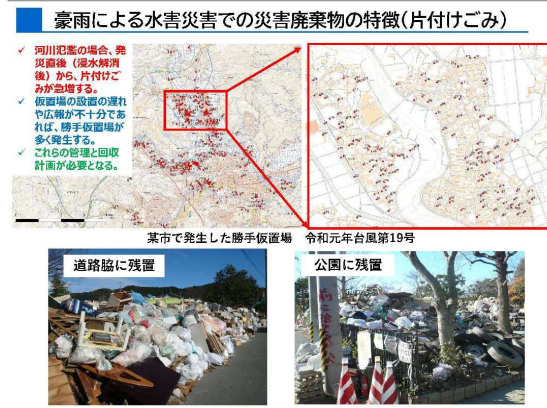 豪雨による水害災害での災害廃棄物の特徴(片付けごみ)
✓ 河川氾濫の場合、発
災直後(浸水解消
後)から、片付けご
みが急増する。
✓ 仮置場の設置の遅れ
や広報が不十分であ
れば、勝手仮置場が
多く発生する。
✓ これらの管理と回収
計画が必要となる。
某市で発生した勝手仮置場 令和元年台風第19号
道路脇に残置
公園に残置